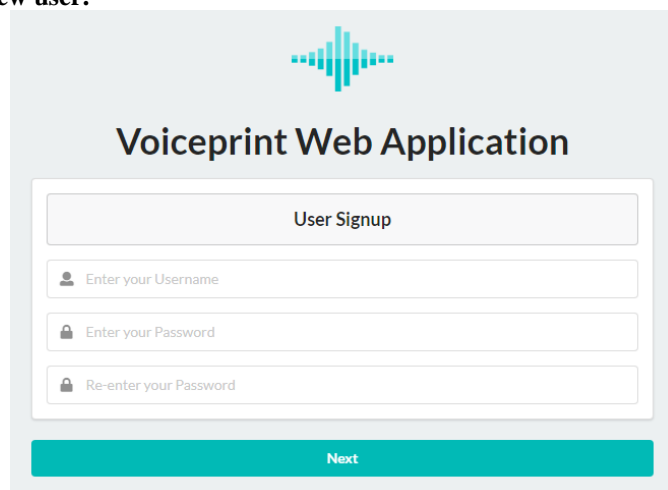 Voiceprint Web Application
User Signup
Enter your Username
Enter your Password
Re-enter your Password
Next